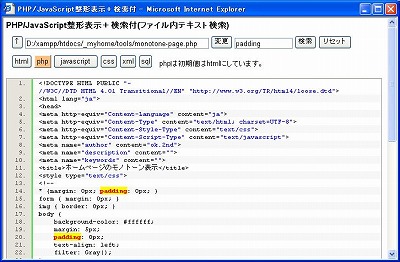 PHP/JavaScript整形表示+検索付 - Microsoft Internet Explorer
PHP/JavaScript整形表示+検索付(ファイル内テキスト検索)
↑ D:/xampp/htdocs/_myhome/tools/monotone-page.php 変更 padding 検索 リセット
html php javascript css xml sql phpは初期値はhtmlにしています。
1. <!DOCTYPE HTML PUBLIC "-
//W3C//DTD HTML 4.01 Transitional//EN" "http://www.w3.org/TR/html4/loose.dtd">
2. <html lang="ja">
3. <head>
4. <meta http-equiv="Content-language" content="ja">
5. <meta http-equiv="Content-Type" content="text/html; charset=UTF-8">
6. <meta http-equiv="Content-Style-Type" content="text/css">
7. <meta http-equiv="Content-Script-Type" content="text/javascript">
8. <meta name="author" content="ok2nd">
9. <meta name="description" content="">
10. <meta name="keywords" content="">
11. <title>ホームページのモノトーン表示</title>
12. <style type="text/css">
13. <!--
14. * {margin: 0px; padding: 0px; }
15. form { margin: 0px; }
16. img { border: 0px; }
17. body {
18. background-color: #ffffff;
19. margin: 5px;
20. padding: 0px;
21. text-align: left;
22. filter: Gray();